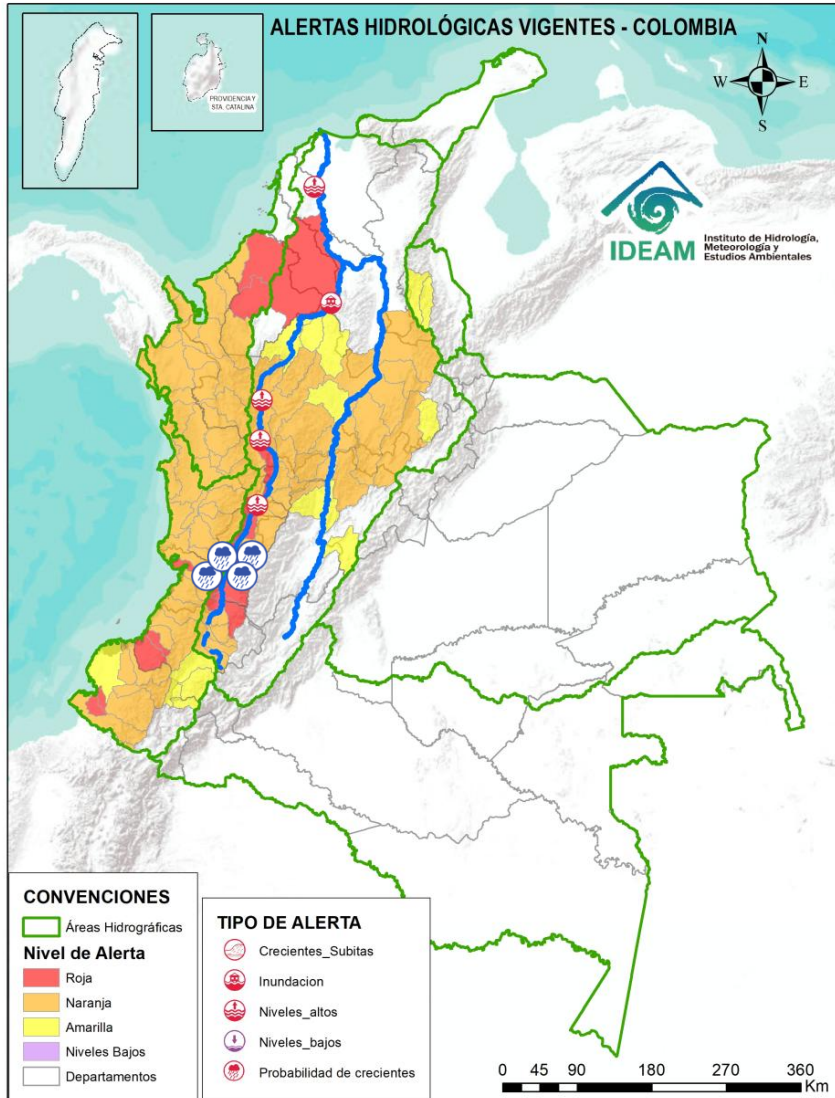 ALERTAS HIDROLÓGICAS VIGENTES - COLOMBIA
PROVIDENCIA Y
STA. CATALINA
N
W
E
S
IDEAM
Instituto de Hidrología,
Meteorología y
Estudios Ambientales
CONVENCIONES
Áreas Hidrográficas
Nivel de Alerta
Roja
Naranja
Amarilla
Niveles Bajos
Departamentos
TIPO DE ALERTA
Crecientes_Subitas
Inundacion
Niveles_altos
Niveles_bajos
Probabilidad de crecientes
0 45 90 180 270 360
Km